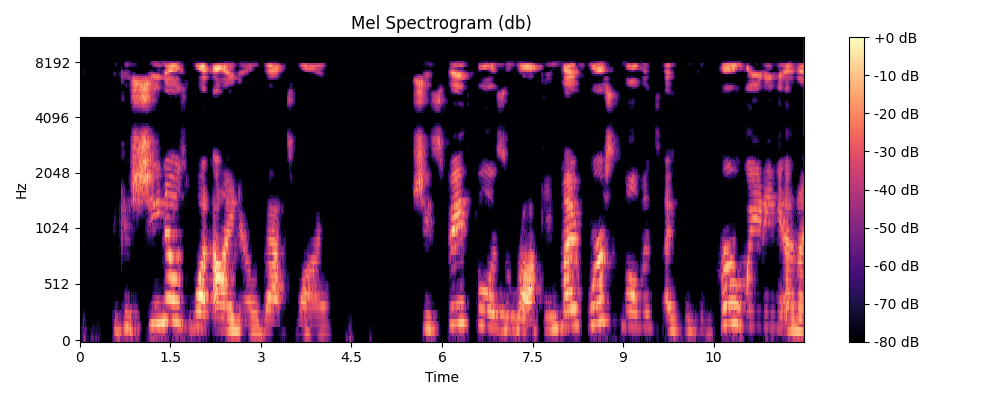 Mel Spectrogram (db)
Hz
8192
4096
2048
1024
512
0
0 1.5 3 4.5 6 7.5 9 10
Time
+0 dB
-10 dB
-20 dB
-30 dB
-40 dB
-50 dB
-60 dB
-70 dB
-80 dB